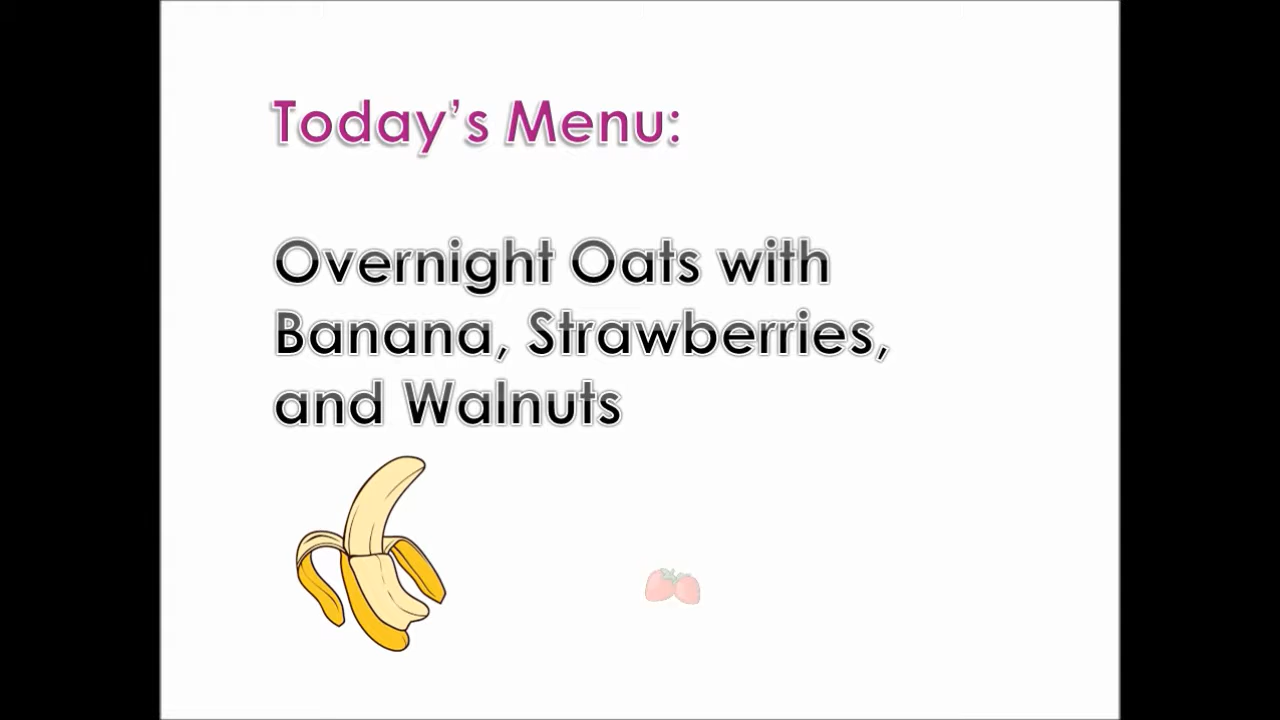 Today’s Menu:
Overnight Oats with
Banana, Strawberries,
and Walnuts